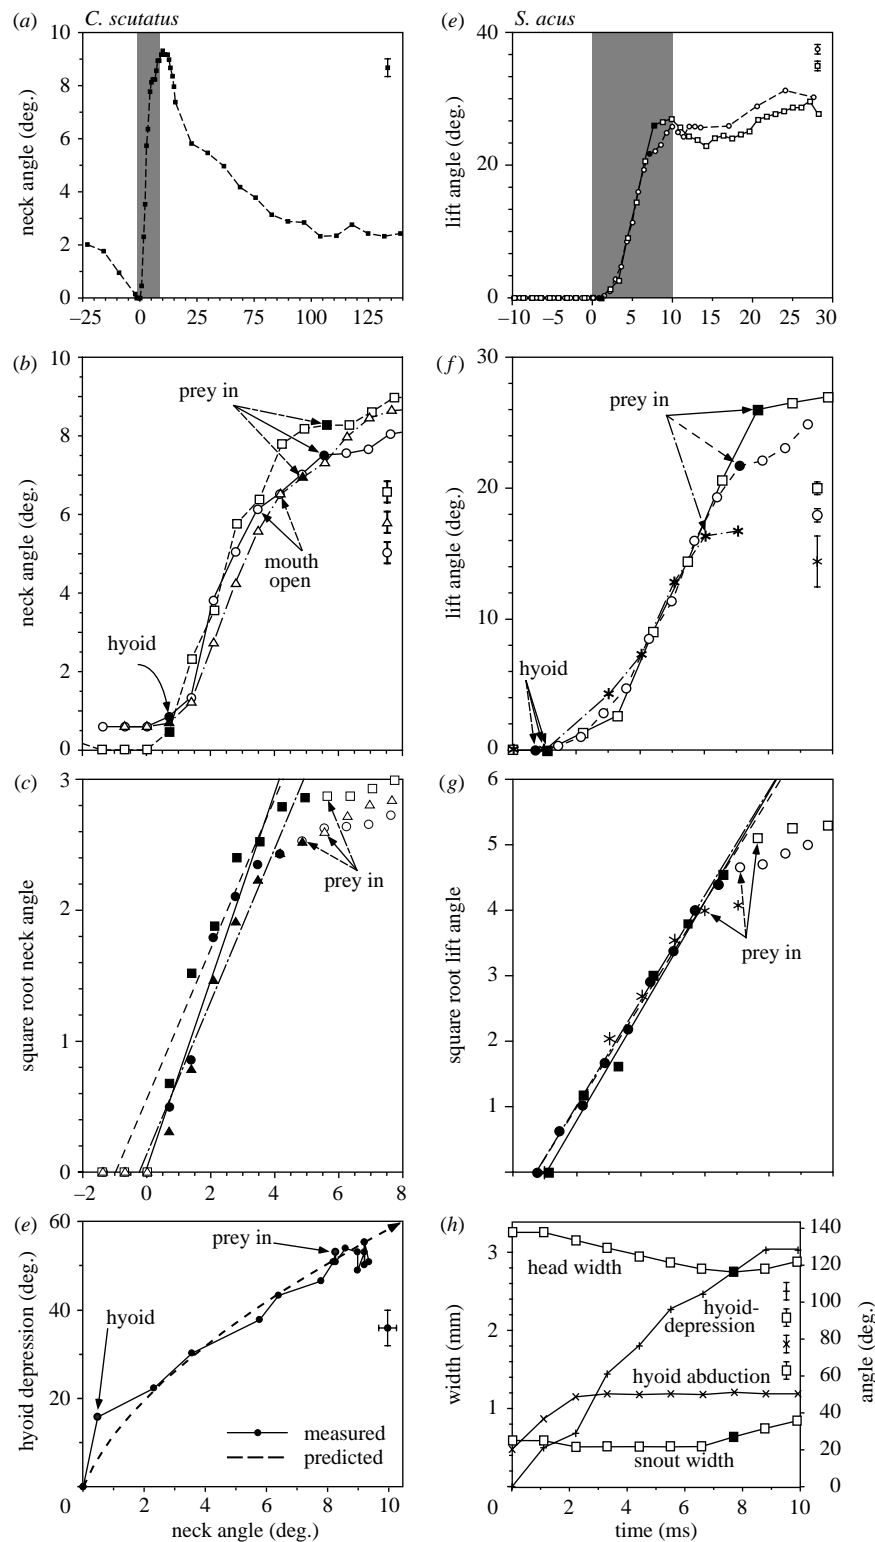 (a) C. scutatus
10
8
6
4
2
0
neck angle (deg.)
–25 0 25 50 75 100 125
(e) S. acus
40
20
0
lift angle (deg.)
–10 –5 0 5 10 15 20 25 30
(b)
10
8
6
4
2
0
neck angle (deg.)
prey in
mouth
open
hyoid
(f)
30
20
10
0
lift angle (deg.)
prey in
hyoid
(c)
3
2
1
0
square root neck angle
prey in
–2 0 2 4 6 8
(g)
6
5
4
3
2
1
square root lift angle
prey in
(e)
60
40
20
0
hyoid depression (deg.)
prey in
hyoid
measured
predicted
2 4 6 8 10
neck angle (deg.)
(h)
3
2
1
width (mm)
head width
hyoid-
depression
hyoid abduction
snout width
140
120
100
80
60
40
20
0
angle (deg.)
0 2 4 6 8 10
time (ms)